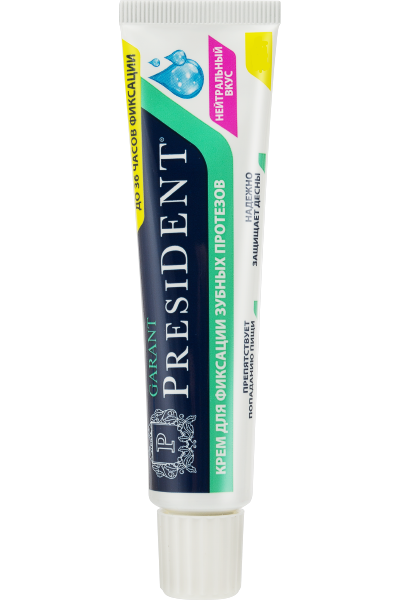 ДО 36 ЧАСОВ ФИКСАЦИИ
НЕЙТРАЛЬНЫЙ
ВКУС
GARANT
PRESIDENT®
P
КРЕМ ДЛЯ ФИКСАЦИИ ЗУБНЫХ ПРОТЕЗОВ
НАДЕЖНО
ЗАЩИЩАЕТ ДЕСНЫ
ПРЕПЯТСТВУЕТ
ПОПАДАНИЮ ПИЩИ